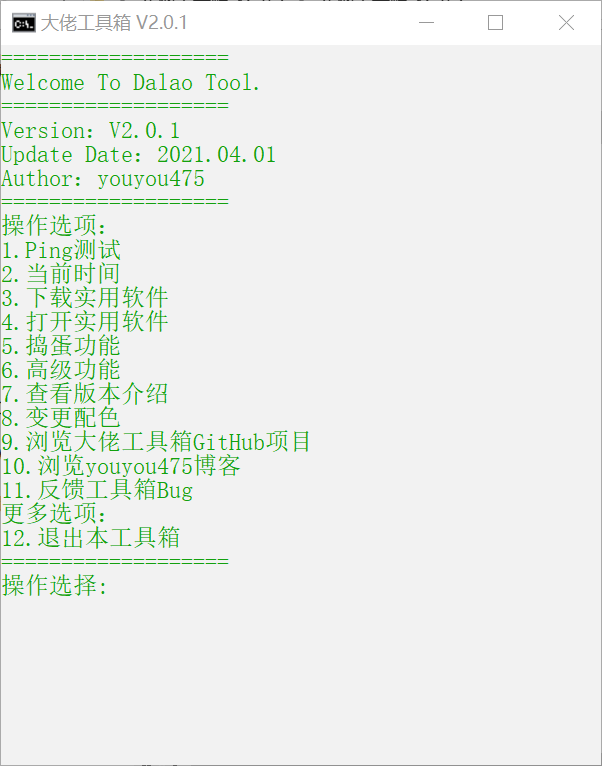 大佬工具箱 V2.0.1
===================
Welcome To Dalao Tool.
===================
Version: V2.0.1
Update Date: 2021.04.01
Author: youyou475
===================
操作选项:
1.Ping测试
2.当前时间
3.下载实用软件
4.打开实用软件
5.捣蛋功能
6.高级功能
7.查看版本介绍
8.变更配色
9.浏览大佬工具箱GitHub项目
10.浏览youyou475博客
11.反馈工具箱Bug
更多选项:
12.退出本工具箱
===================
操作选择: